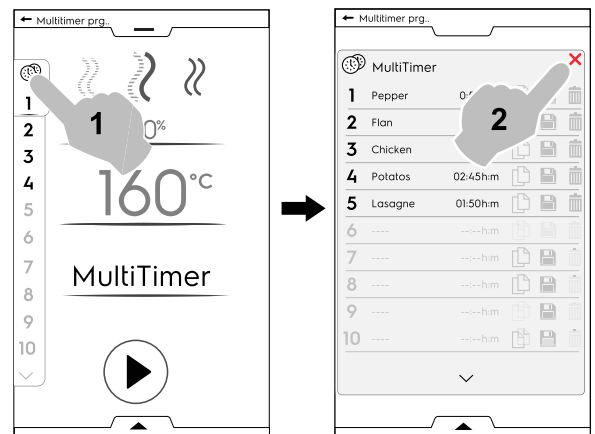 Multitimer prg..
1
2
3
4
5
6
7
8
9
10
1
0%
160°C
MultiTimer
Multitimer prg..
MultiTimer
2
1 Pepper 0:
2 Flan
3 Chicken
4 Potatos 02:45h:m
5 Lasagne 01:50h:m
6 ---- --:--h:m
7 ---- --:--h:m
8 ---- --:--h:m
9 ---- --:--h:m
10 ---- --:--h:m